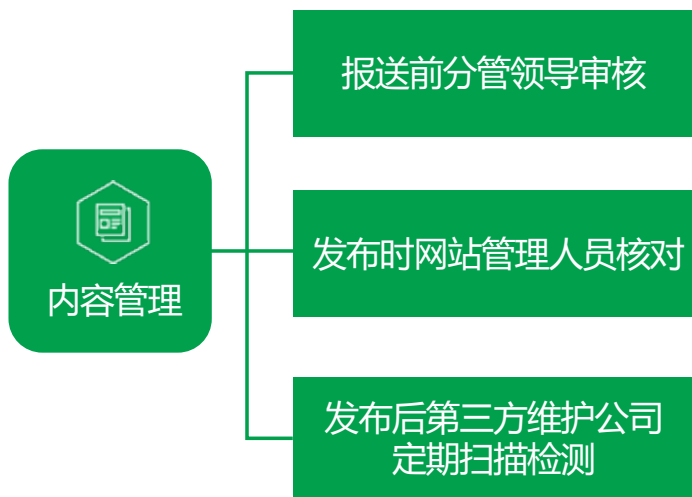 内容管理
报送前分管领导审核
发布时网站管理人员核对
发布后第三方维护公司
定期扫描检测